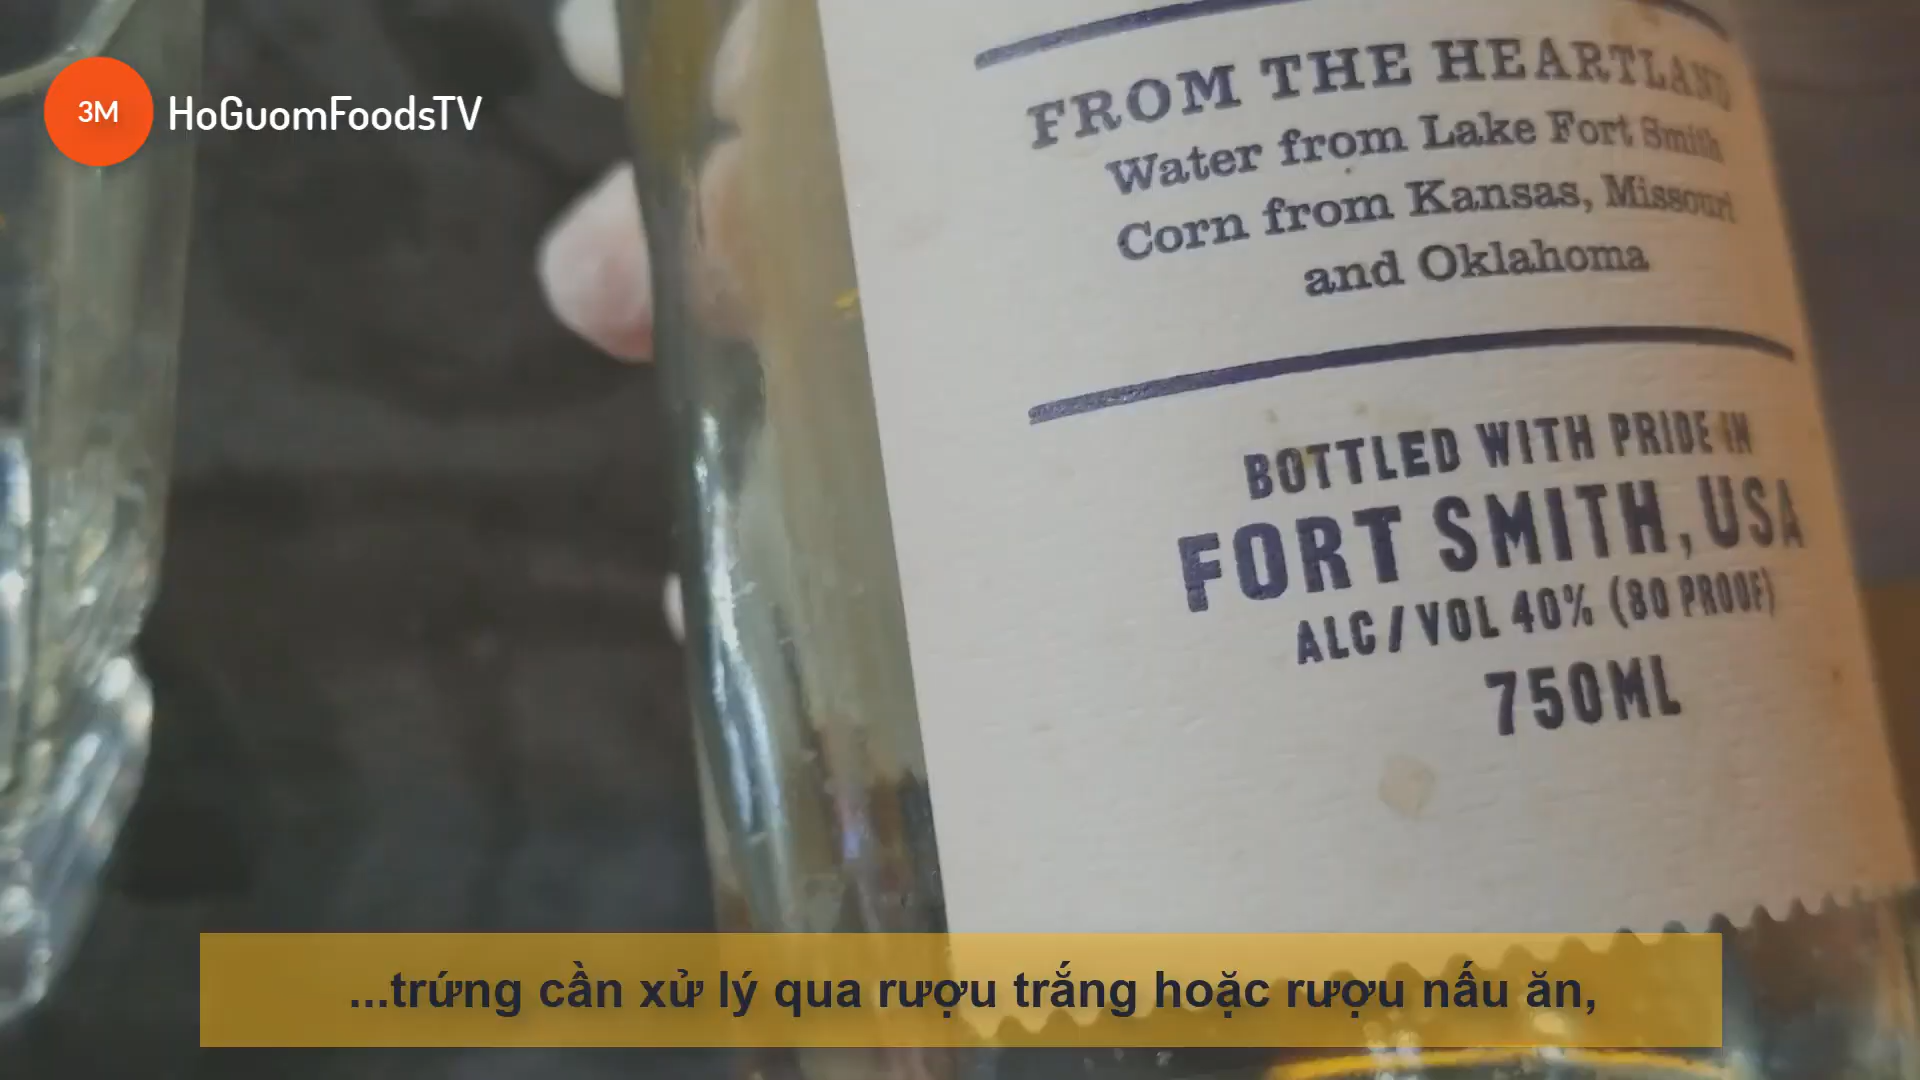 3M HoGuomFoodsTV
FROM THE HEARTLAND
Water from Lake Fort Smith
Corn from Kansas, Missouri
and Oklahoma
BOTTLED WITH PRIDE IN
FORT SMITH, USA
ALC/VOL 40% (80 PROOF)
750ML
...trứng cần xử lý qua rượu trắng hoặc rượu nấu ăn,